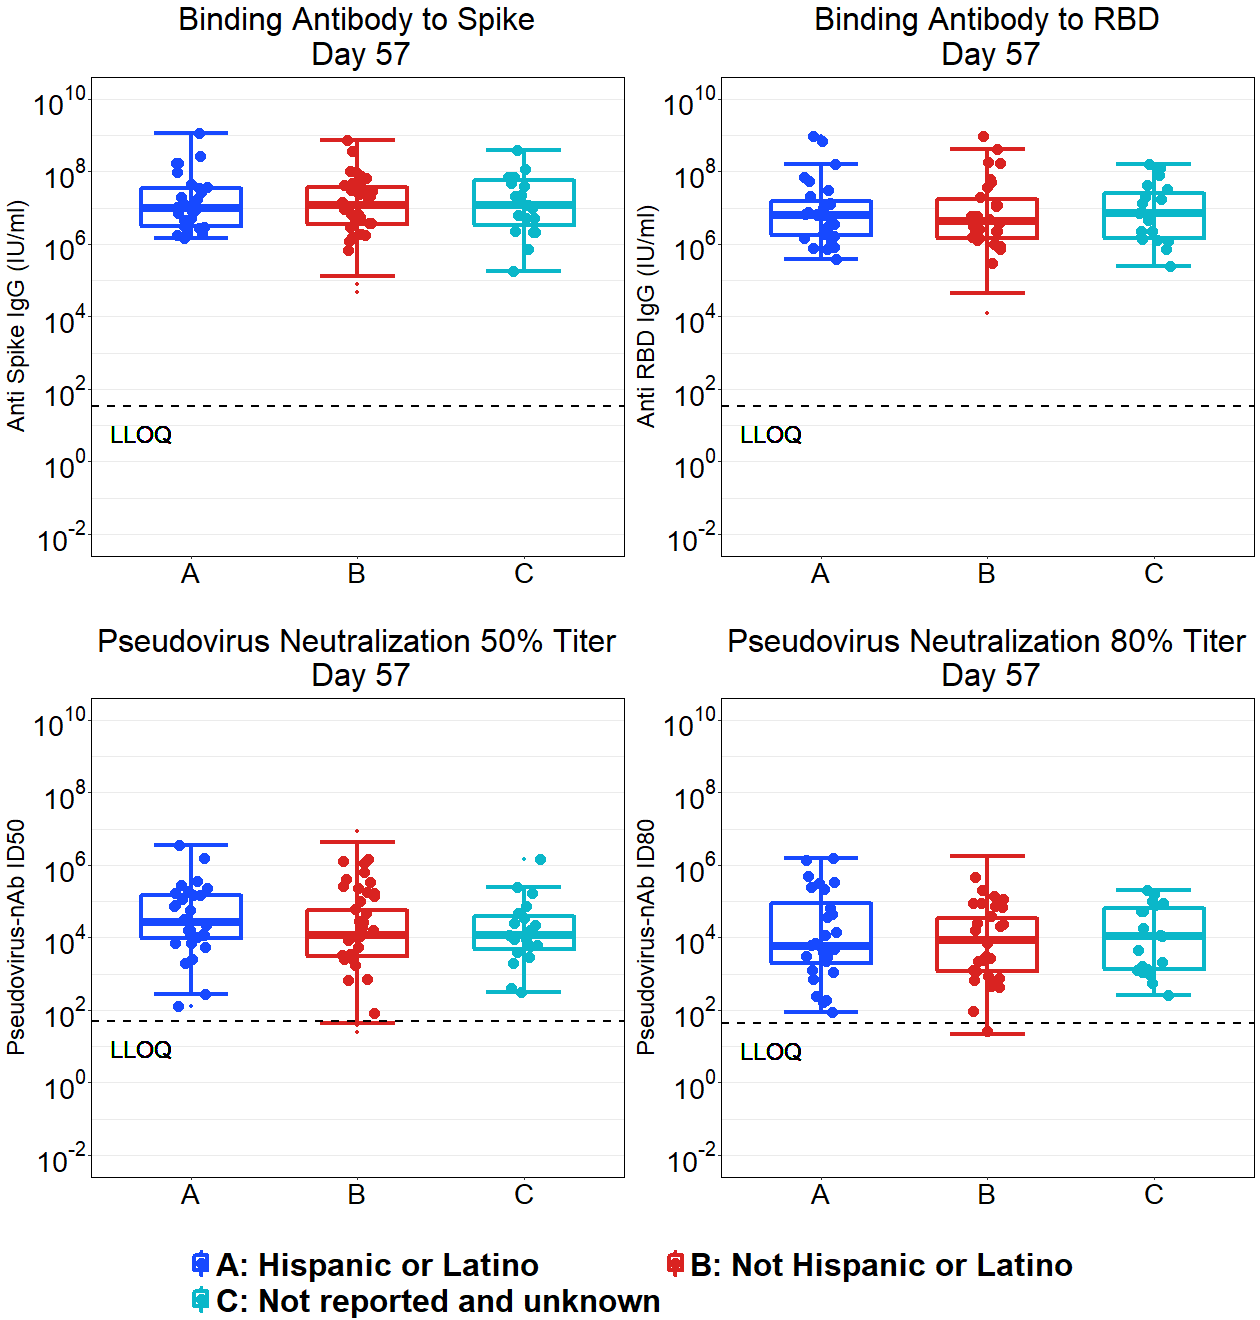 Binding Antibody to Spike
Day 57
Anti Spike IgG (IU/ml)
10^10
10^8
10^6
10^4
10^2
10^0
10^-2
LLOQ
A B C
Binding Antibody to RBD
Day 57
Anti RBD IgG (IU/ml)
10^10
10^8
10^6
10^4
10^2
10^0
10^-2
LLOQ
A B C
Pseudovirus Neutralization 50% Titer
Day 57
Pseudovirus-nAb ID50
10^10
10^8
10^6
10^4
10^2
10^0
10^-2
LLOQ
A B C
Pseudovirus Neutralization 80% Titer
Day 57
Pseudovirus-nAb ID80
10^10
10^8
10^6
10^4
10^2
10^0
10^-2
LLOQ
A B C
A: Hispanic or Latino
B: Not Hispanic or Latino
C: Not reported and unknown